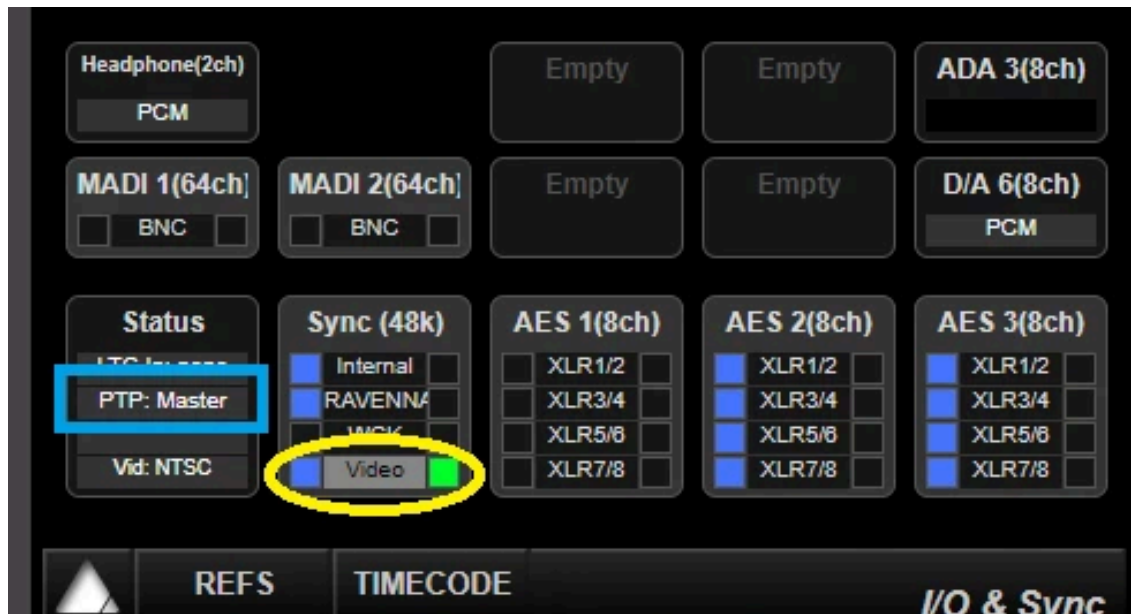 Headphone(2ch)
PCM
Empty
Empty
ADA 3(8ch)
MADI 1(64ch)
BNC
MADI 2(64ch)
BNC
Empty
Empty
D/A 6(8ch)
PCM
Status
PTP: Master
Vid: NTSC
Sync (48k)
Internal
RAVENNA
WCK
Video
AES 1(8ch)
XLR1/2
XLR3/4
XLR5/6
XLR7/8
AES 2(8ch)
XLR1/2
XLR3/4
XLR5/6
XLR7/8
AES 3(8ch)
XLR1/2
XLR3/4
XLR5/6
XLR7/8
REFS
TIMECODE
I/O & Sync